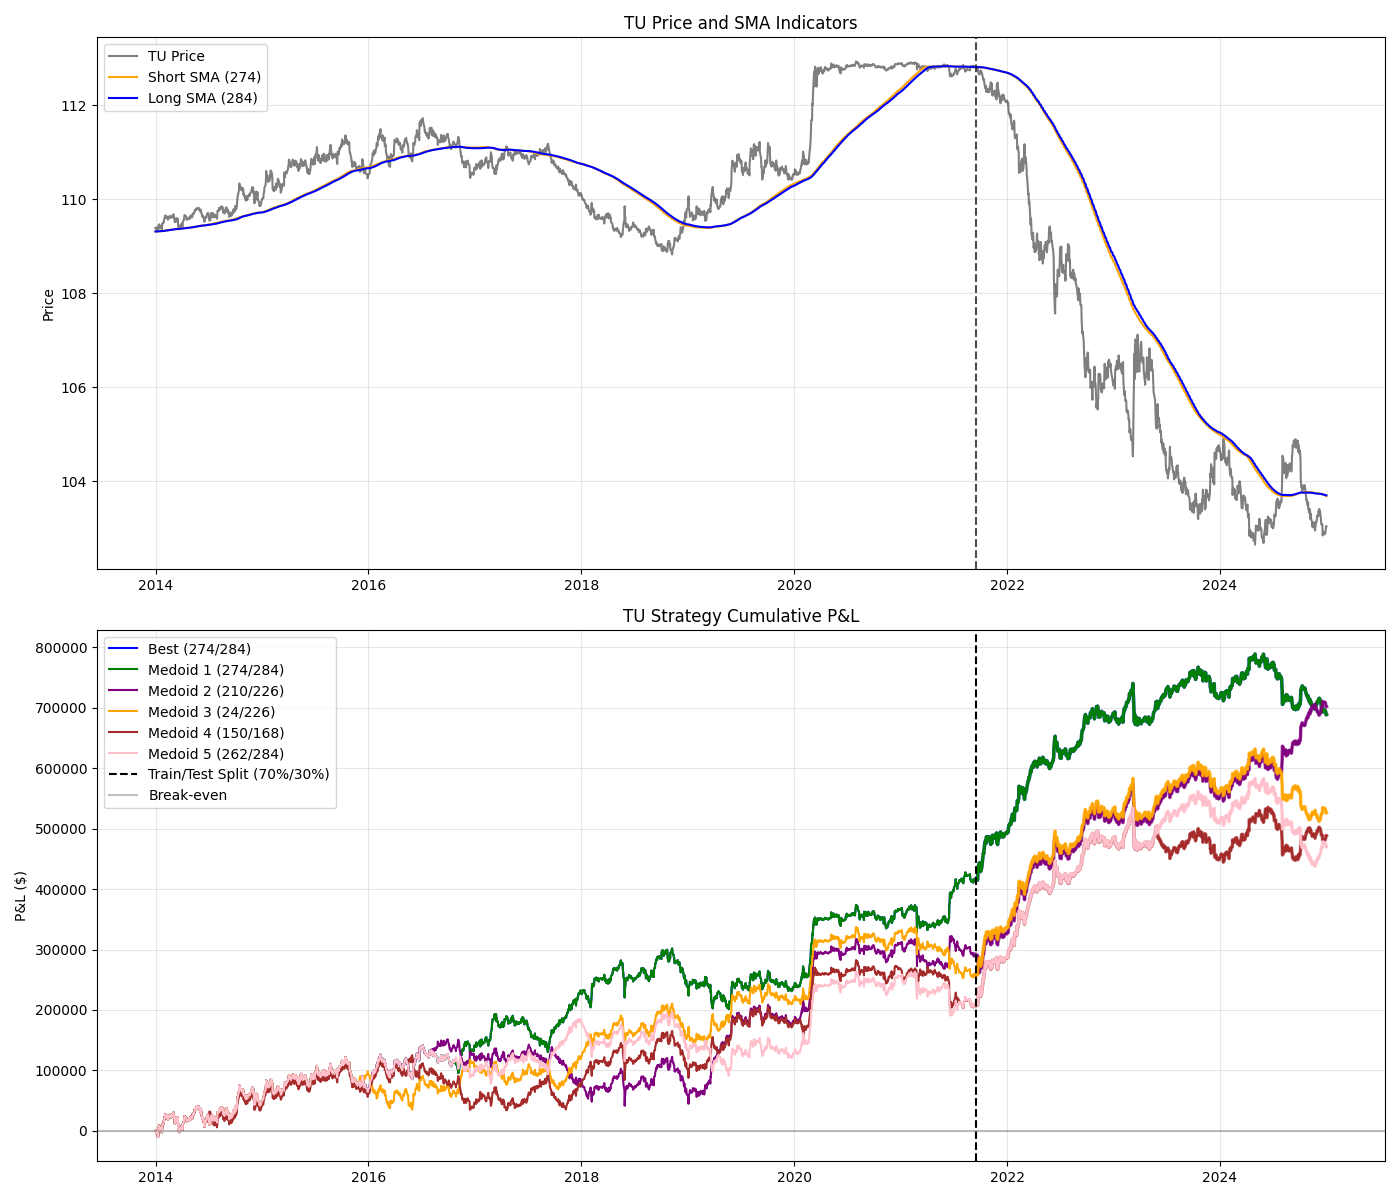 TU Price and SMA Indicators
TU Price
Short SMA (274)
Long SMA (284)
Price
112
110
108
106
104
2014
2016
2018
2020
2022
2024
TU Strategy Cumulative P&L
Best (274/284)
Medoid 1 (274/284)
Medoid 2 (210/226)
Medoid 3 (24/226)
Medoid 4 (150/168)
Medoid 5 (262/284)
Train/Test Split (70%/30%)
Break-even
P&L ($)
800000
700000
600000
500000
400000
300000
200000
100000
0
2014
2016
2018
2020
2022
2024